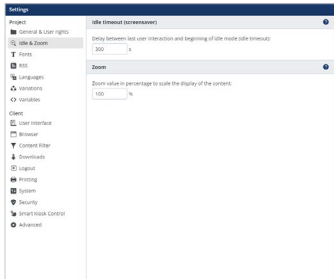 Settings
Project
General & User rights
Idle & Zoom
Fonts
RSS
Languages
Variations
Variables
Client
User Interface
Browser
Content Filter
Downloads
Logout
Printing
System
Security
Smart Kiosk Control
Advanced
Idle timeout (screensaver)
Delay between last user interaction and beginning of idle mode (idle timeout):
300 s
Zoom
Zoom value in percentage to scale the display of the content:
100 %